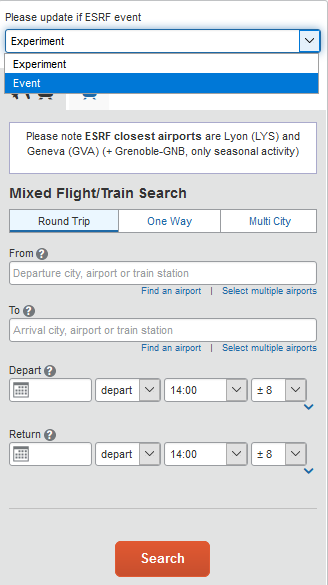 Please update if ESRF event
Experiment
Experiment
Event
Please note ESRF closest airports are Lyon (LYS) and
Geneva (GVA) (+ Grenoble-GNB, only seasonal activity)
Mixed Flight/Train Search
Round Trip One Way Multi City
From ?
Departure city, airport or train station
Find an airport | Select multiple airports
To ?
Arrival city, airport or train station
Find an airport | Select multiple airports
Depart ?
depart 14:00 ± 8
Return ?
depart 14:00 ± 8
Search